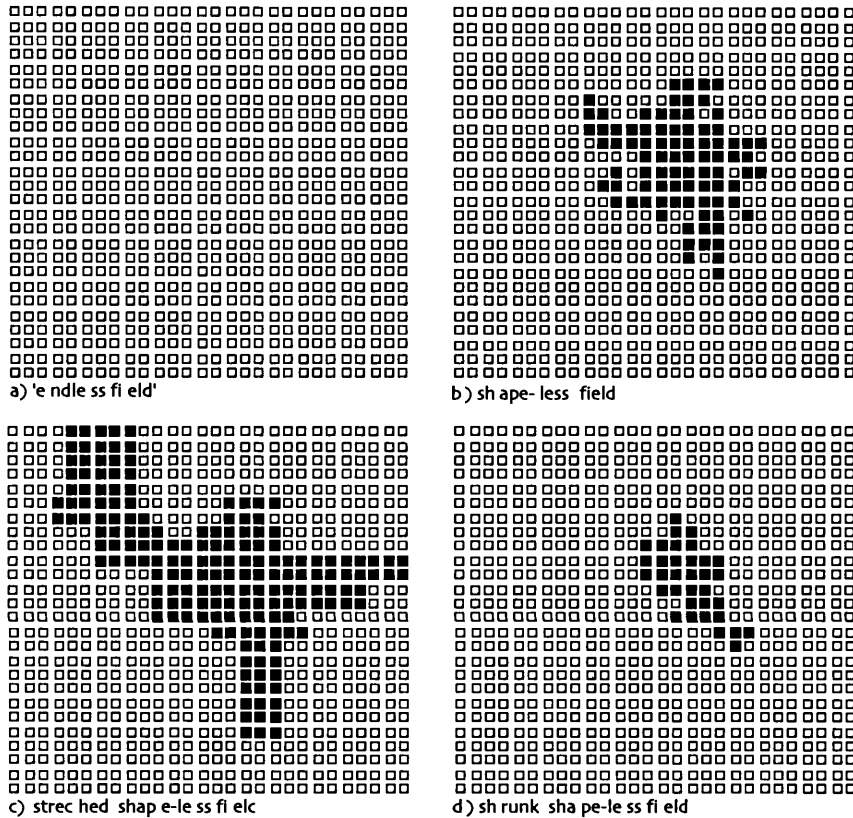 a) 'e ndle ss fi eld'
b) sh ape- less field
c) strec hed shap e-le ss fi elc
d) sh runk sha pe-le ss fi eld